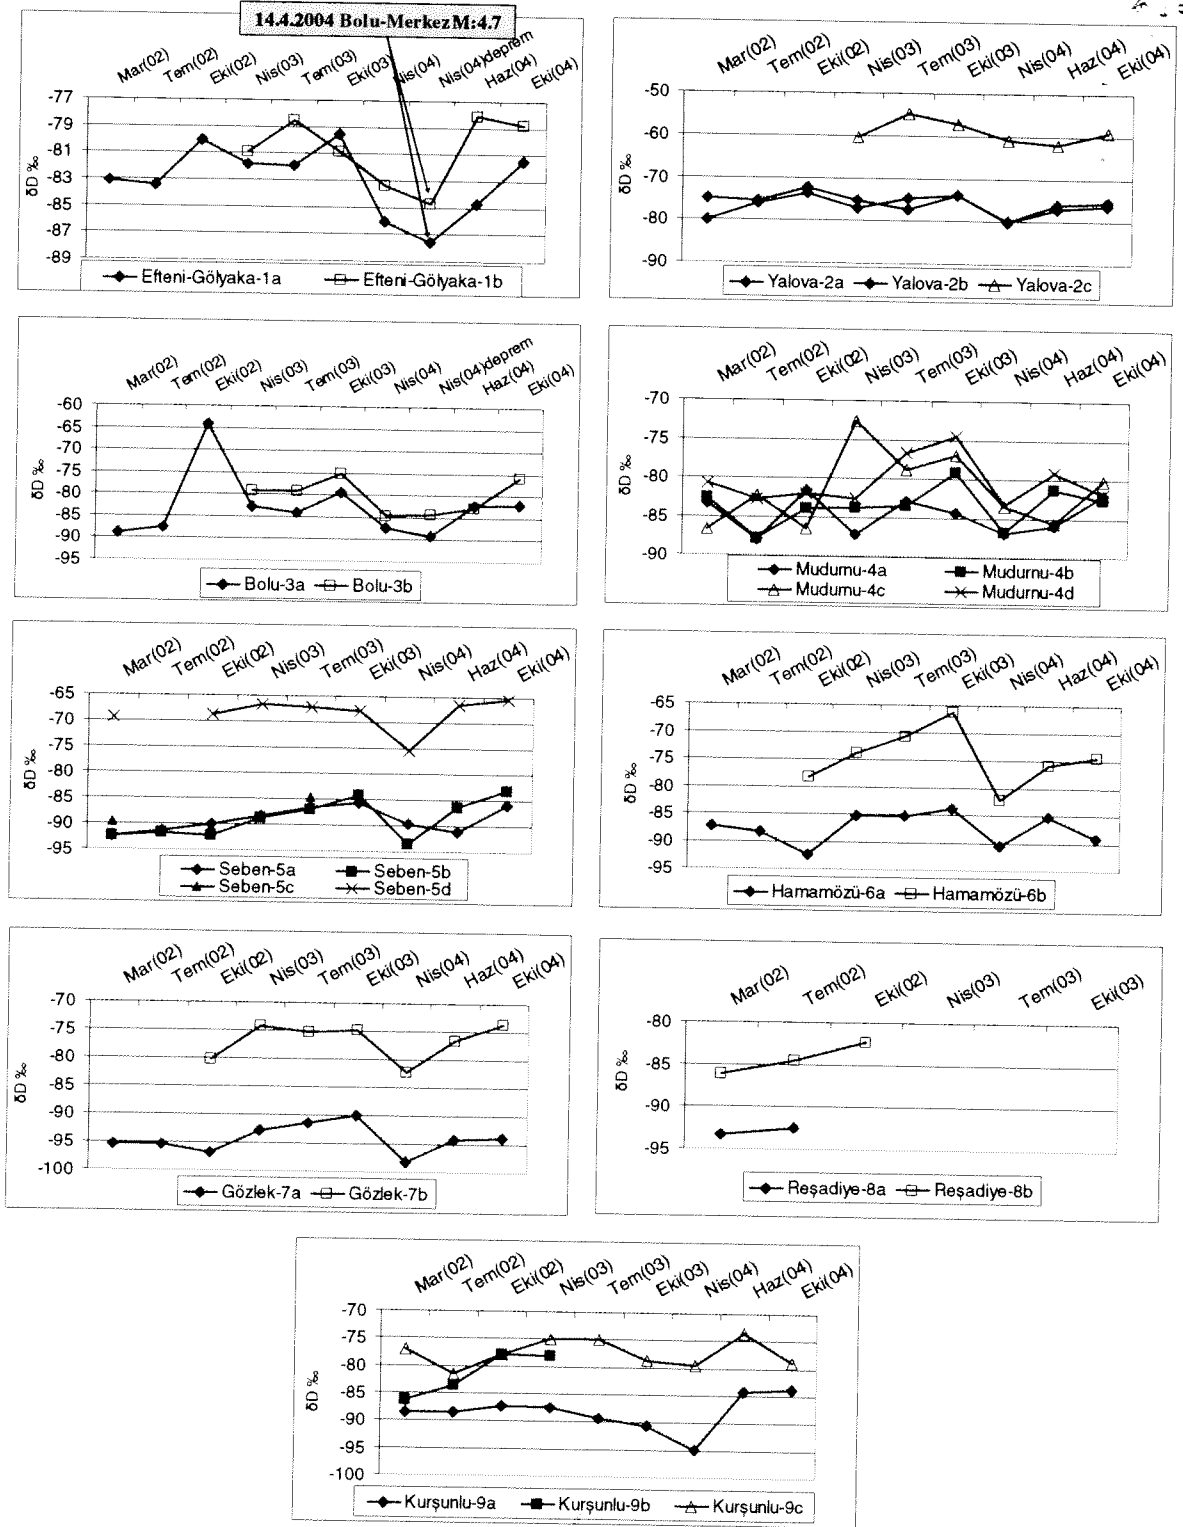 14.4.2004 Bolu-Merkez M:4.7
Mar(02) Tem(02) Eki(02) Nis(03) Tem(03) Eki(03) Nis(04) Nis(04)deprem Haz(04) Eki(04)
-77
-79
-81
-83
-85
-87
-89
δD ‰
Efteni-Gölyaka-1a Efteni-Gölyaka-1b
Mar(02) Tem(02) Eki(02) Nis(03) Tem(03) Eki(03) Nis(04) Haz(04) Eki(04)
-50
-60
-70
-80
-90
δD ‰
Yalova-2a Yalova-2b Yalova-2c
Mar(02) Tem(02) Eki(02) Nis(03) Tem(03) Eki(03) Nis(04) Nis(04)deprem Haz(04) Eki(04)
-60
-65
-70
-75
-80
-85
-90
-95
δD ‰
Bolu-3a Bolu-3b
Mar(02) Tem(02) Eki(02) Nis(03) Tem(03) Eki(03) Nis(04) Haz(04) Eki(04)
-70
-75
-80
-85
-90
δD ‰
Mudurnu-4a Mudurnu-4b
Mudurnu-4c Mudurnu-4d
Mar(02) Tem(02) Eki(02) Nis(03) Tem(03) Eki(03) Nis(04) Haz(04) Eki(04)
-65
-70
-75
-80
-85
-90
-95
δD ‰
Seben-5a Seben-5b
Seben-5c Seben-5d
Mar(02) Tem(02) Eki(02) Nis(03) Tem(03) Eki(03) Nis(04) Haz(04) Eki(04)
-65
-70
-75
-80
-85
-90
-95
δD ‰
Hamamözü-6a Hamamözü-6b
Mar(02) Tem(02) Eki(02) Nis(03) Tem(03) Eki(03) Nis(04) Haz(04) Eki(04)
-70
-75
-80
-85
-90
-95
-100
δD ‰
Gözlek-7a Gözlek-7b
Mar(02) Tem(02) Eki(02) Nis(03) Tem(03) Eki(03)
-80
-85
-90
-95
δD ‰
Reşadiye-8a Reşadiye-8b
Mar(02) Tem(02) Eki(02) Nis(03) Tem(03) Eki(03) Nis(04) Haz(04) Eki(04)
-70
-75
-80
-85
-90
-95
-100
δD ‰
Kurşunlu-9a Kurşunlu-9b Kurşunlu-9c